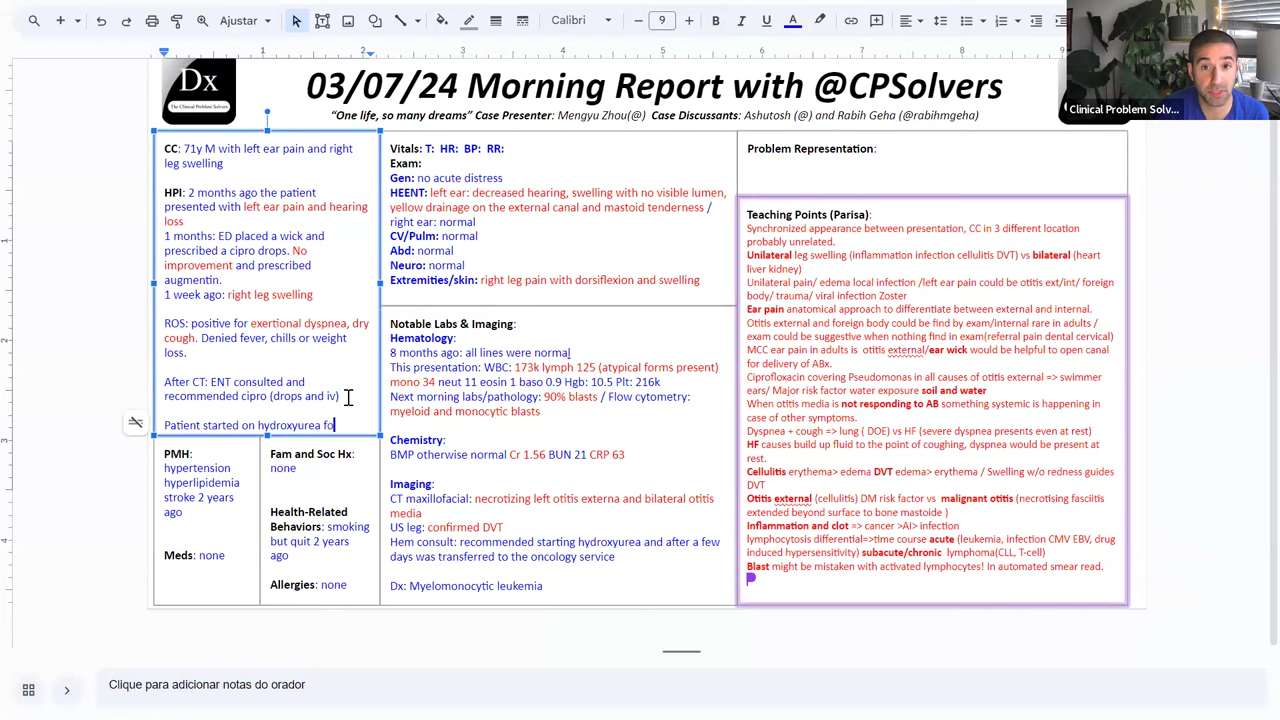 Ajustar
Calibri
9
B I U A
1 2 3 4 5 6 7 8 9
Dx
The Clinical Problem Solvers
03/07/24 Morning Report with @CPSolvers
“One life, so many dreams” Case Presenter: Mengyu Zhou(@) Case Discussants: Ashutosh (@) and Rabih Geha (@rabihmgeha)
Clinical Problem Solv...
CC: 71y M with left ear pain and right
leg swelling
HPI: 2 months ago the patient
presented with left ear pain and hearing
loss
1 months: ED placed a wick and
prescribed a cipro drops. No
improvement and prescribed
augmentin.
1 week ago: right leg swelling
ROS: positive for exertional dyspnea, dry
cough. Denied fever, chills or weight
loss.
After CT: ENT consulted and
recommended cipro (drops and iv)
Patient started on hydroxyurea fo
PMH:
hypertension
hyperlipidemia
stroke 2 years
ago
Meds: none
Fam and Soc Hx:
none
Health-Related
Behaviors: smoking
but quit 2 years
ago
Allergies: none
Vitals: T: HR: BP: RR:
Exam:
Gen: no acute distress
HEENT: left ear: decreased hearing, swelling with no visible lumen,
yellow drainage on the external canal and mastoid tenderness /
right ear: normal
CV/Pulm: normal
Abd: normal
Neuro: normal
Extremities/skin: right leg pain with dorsiflexion and swelling
Notable Labs & Imaging:
Hematology:
8 months ago: all lines were normal
This presentation: WBC: 173k lymph 125 (atypical forms present)
mono 34 neut 11 eosin 1 baso 0.9 Hgb: 10.5 Plt: 216k
Next morning labs/pathology: 90% blasts / Flow cytometry:
myeloid and monocytic blasts
Chemistry:
BMP otherwise normal Cr 1.56 BUN 21 CRP 63
Imaging:
CT maxillofacial: necrotizing left otitis externa and bilateral otitis
media
US leg: confirmed DVT
Hem consult: recommended starting hydroxyurea and after a few
days was transferred to the oncology service
Dx: Myelomonocytic leukemia
Problem Representation:
Teaching Points (Parisa):
Synchronized appearance between presentation, CC in 3 different location
probably unrelated.
Unilateral leg swelling (inflammation infection cellulitis DVT) vs bilateral (heart
liver kidney)
Unilateral pain/ edema local infection /left ear pain could be otitis ext/int/ foreign
body/ trauma/ viral infection Zoster
Ear pain anatomical approach to differentiate between external and internal.
Otitis external and foreign body could be find by exam/internal rare in adults /
exam could be suggestive when nothing find in exam(referral pain dental cervical)
MCC ear pain in adults is otitis external/ear wick would be helpful to open canal
for delivery of ABx.
Ciprofloxacin covering Pseudomonas in all causes of otitis external => swimmer
ears/ Major risk factor water exposure soil and water
When otitis media is not responding to AB something systemic is happening in
case of other symptoms.
Dyspnea + cough => lung ( DOE) vs HF (severe dyspnea presents even at rest)
HF causes build up fluid to the point of coughing, dyspnea would be present at
rest.
Cellulitis erythema> edema DVT edema> erythema / Swelling w/o redness guides
DVT
Otitis external (cellulitis) DM risk factor vs malignant otitis (necrotising fasciitis
extended beyond surface to bone mastoide )
Inflammation and clot => cancer >AI> infection
lymphocytosis differential=>time course acute (leukemia, infection CMV EBV, drug
induced hypersensitivity) subacute/chronic lymphoma(CLL, T-cell)
Blast might be mistaken with activated lymphocytes! In automated smear read.
Clique para adicionar notas do orador